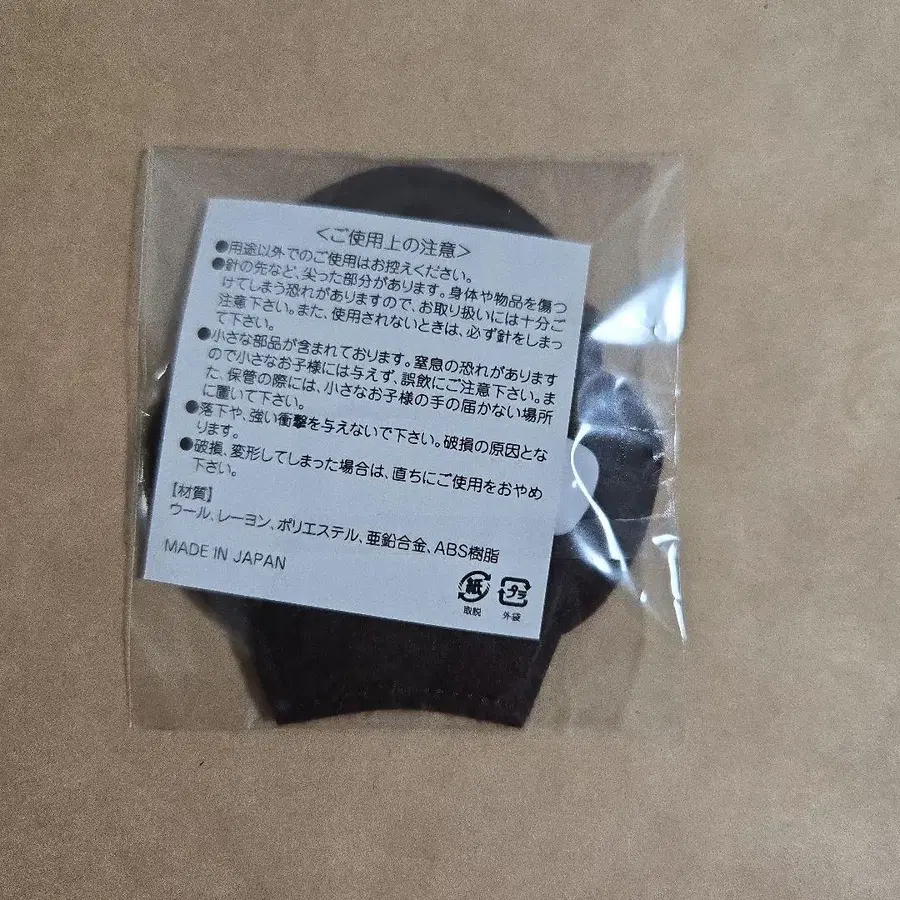 <ご使用上の注意>
●用途以外でのご使用はお控えください。
●針の先など、尖った部分があります。身体や物品を傷つ
けてしまう恐れがありますので、お取り扱いには十分ご
注意下さい。また、使用されないときは、必ず針をしまっ
て下さい。
●小さな部品が含まれております。窒息の恐れがあります
ので小さなお子様には与えず、誤飲にご注意下さい。ま
た、保管の際には、小さなお子様の手の届かない場所
に置いて下さい。
●落下や、強い衝撃を与えないで下さい。破損の原因とな
ります。
●破損、変形してしまった場合は、直ちにご使用をおやめ
下さい。
【材質】
ウール、レーヨン、ポリエステル、亜鉛合金、ABS樹脂
MADE IN JAPAN
紙 プラ
取説 外袋